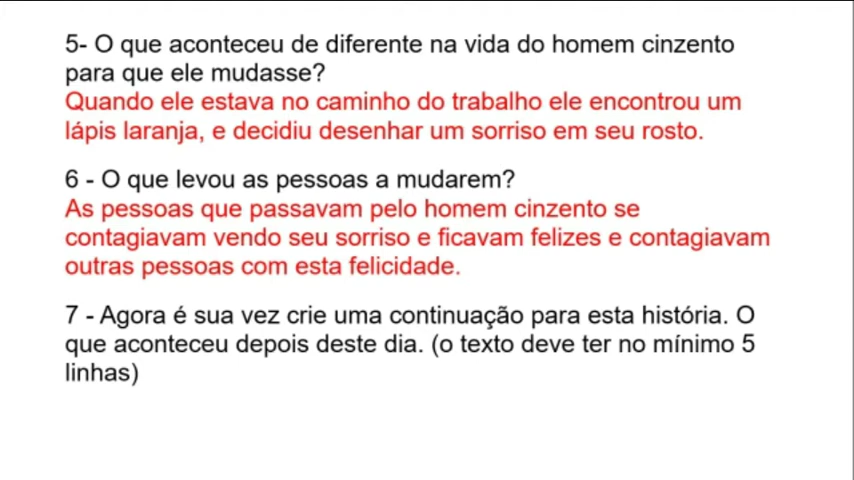 5- O que aconteceu de diferente na vida do homem cinzento
para que ele mudasse?
Quando ele estava no caminho do trabalho ele encontrou um
lápis laranja, e decidiu desenhar um sorriso em seu rosto.
6 - O que levou as pessoas a mudarem?
As pessoas que passavam pelo homem cinzento se
contagiavam vendo seu sorriso e ficavam felizes e contagiavam
outras pessoas com esta felicidade.
7 - Agora é sua vez crie uma continuação para esta história. O
que aconteceu depois deste dia. (o texto deve ter no mínimo 5
linhas)